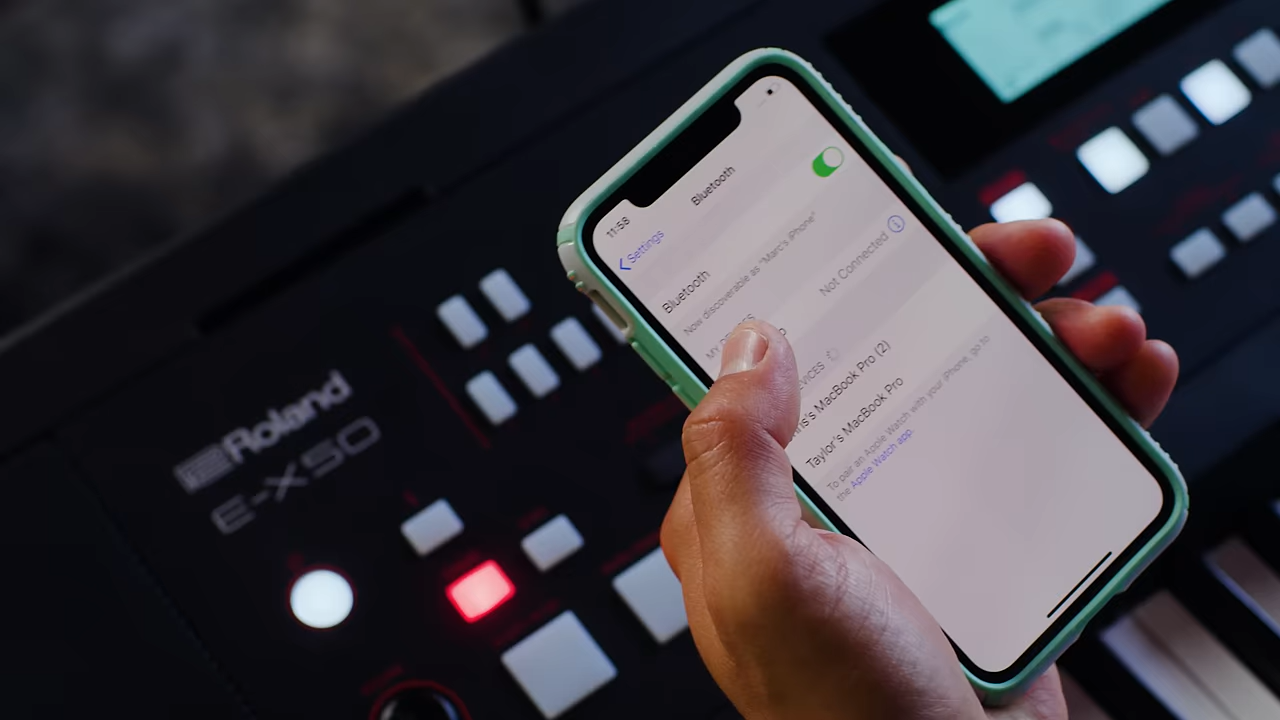 Roland
E-X50
11:58
Settings
Bluetooth
Bluetooth
Now discoverable as "Marc's iPhone"
MY
Not Connected
MacBook Pro (2)
Taylor's MacBook Pro
To pair an Apple Watch with your iPhone, go to
the Apple Watch app.